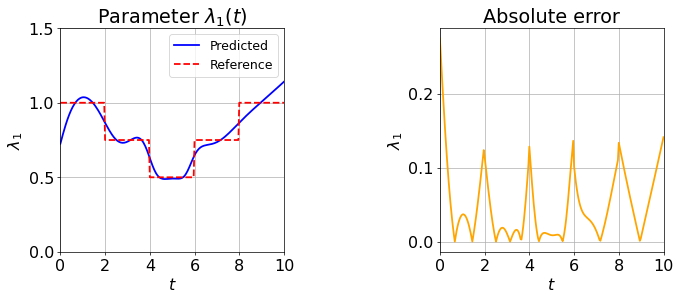 Parameter λ₁(t)
1.5
1.0
0.5
0.0
λ₁
0 2 4 6 8 10
t
Predicted
Reference
Absolute error
0.2
0.1
0.0
λ₁
0 2 4 6 8 10
t